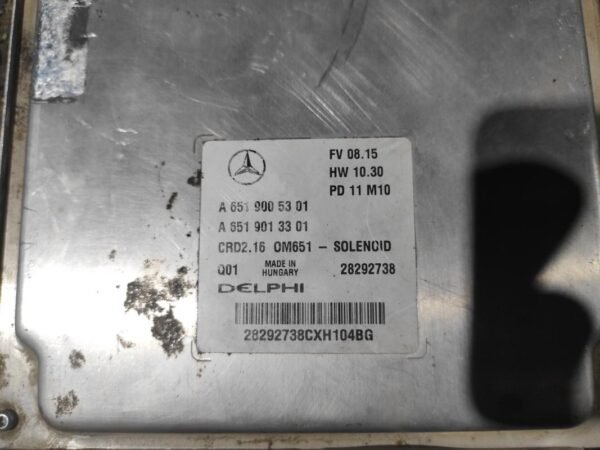 FV 08.15
HW 10.30
PD 11 M10
A 651 900 53 01
A 651 901 33 01
CRD2.16 OM651 - SOLENOID
Q01 MADE IN HUNGARY 28292738
DELPHI
28292738CXH104BG